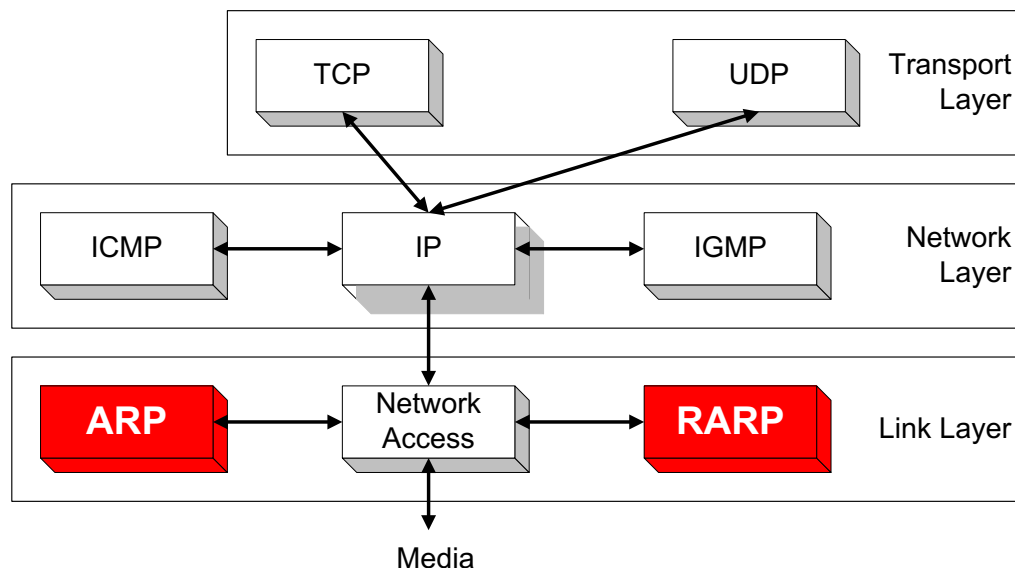 TCP
UDP
Transport
Layer
ICMP
IP
IGMP
Network
Layer
ARP
Network
Access
RARP
Link Layer
Media